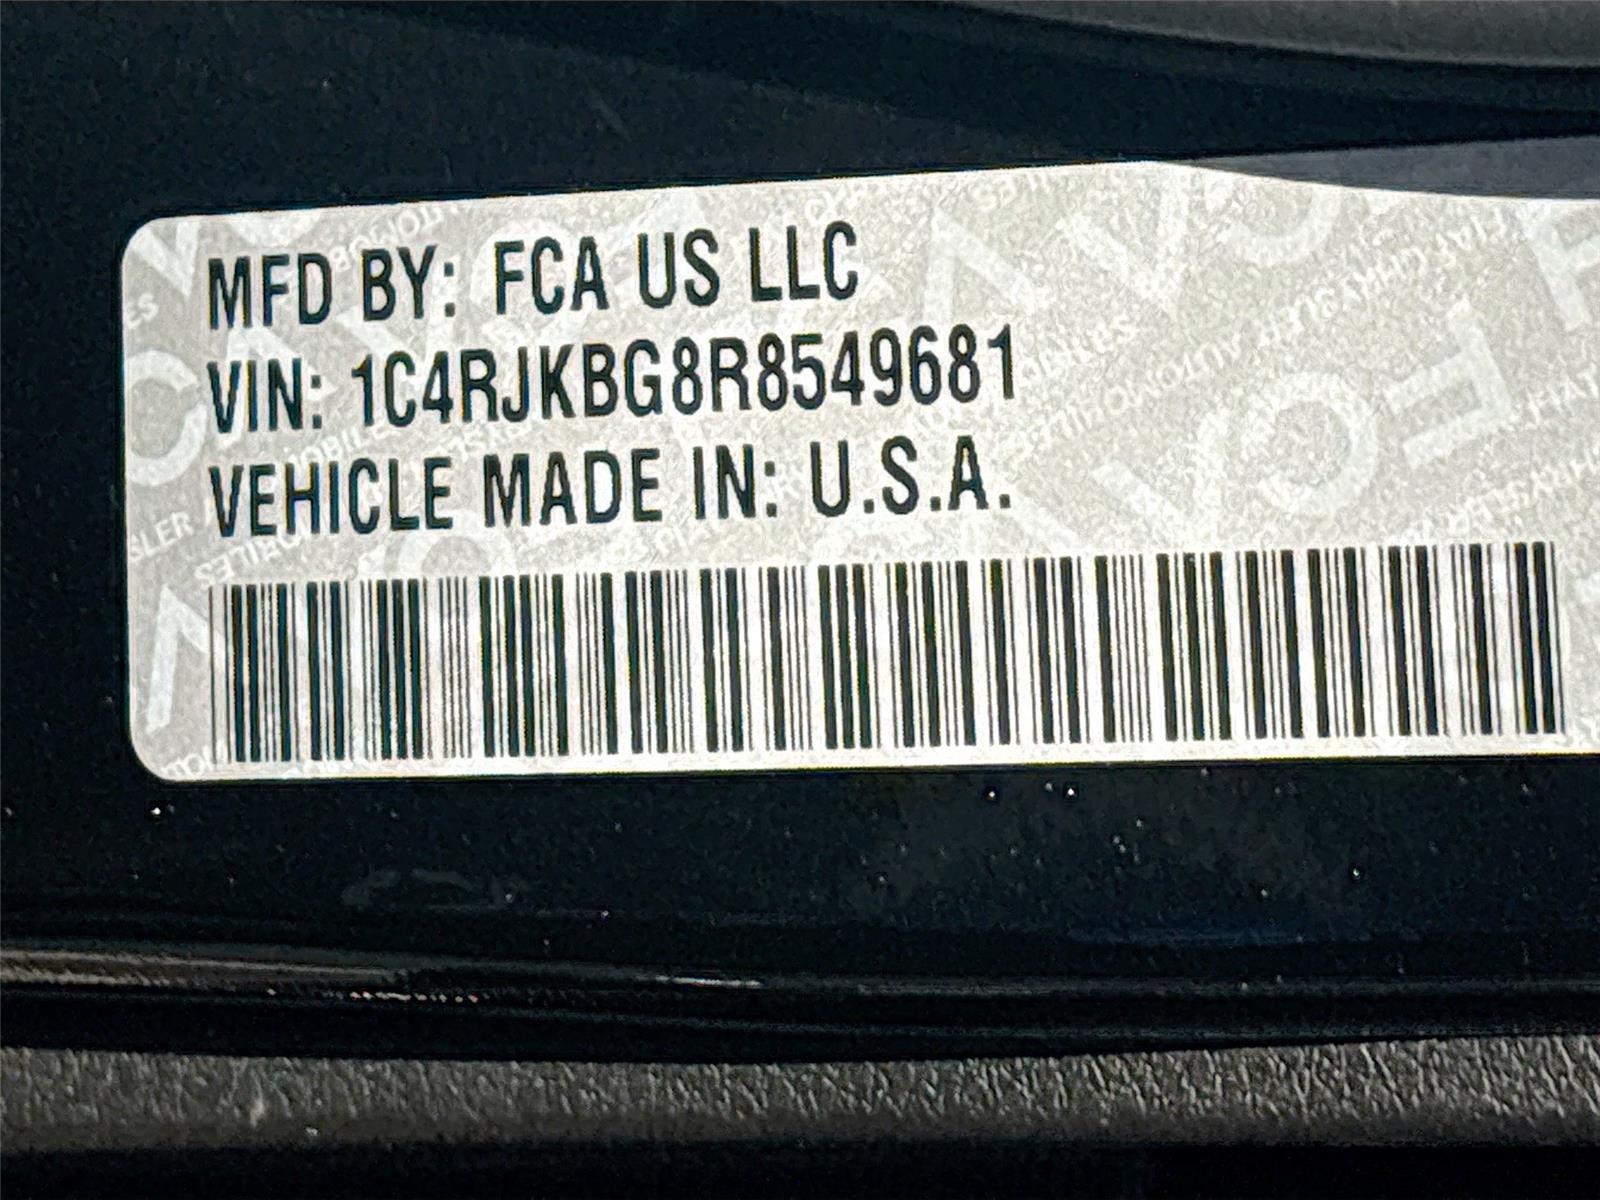 MFD BY: FCA US LLC
VIN: 1C4RJKBG8R8549681
VEHICLE MADE IN: U.S.A.